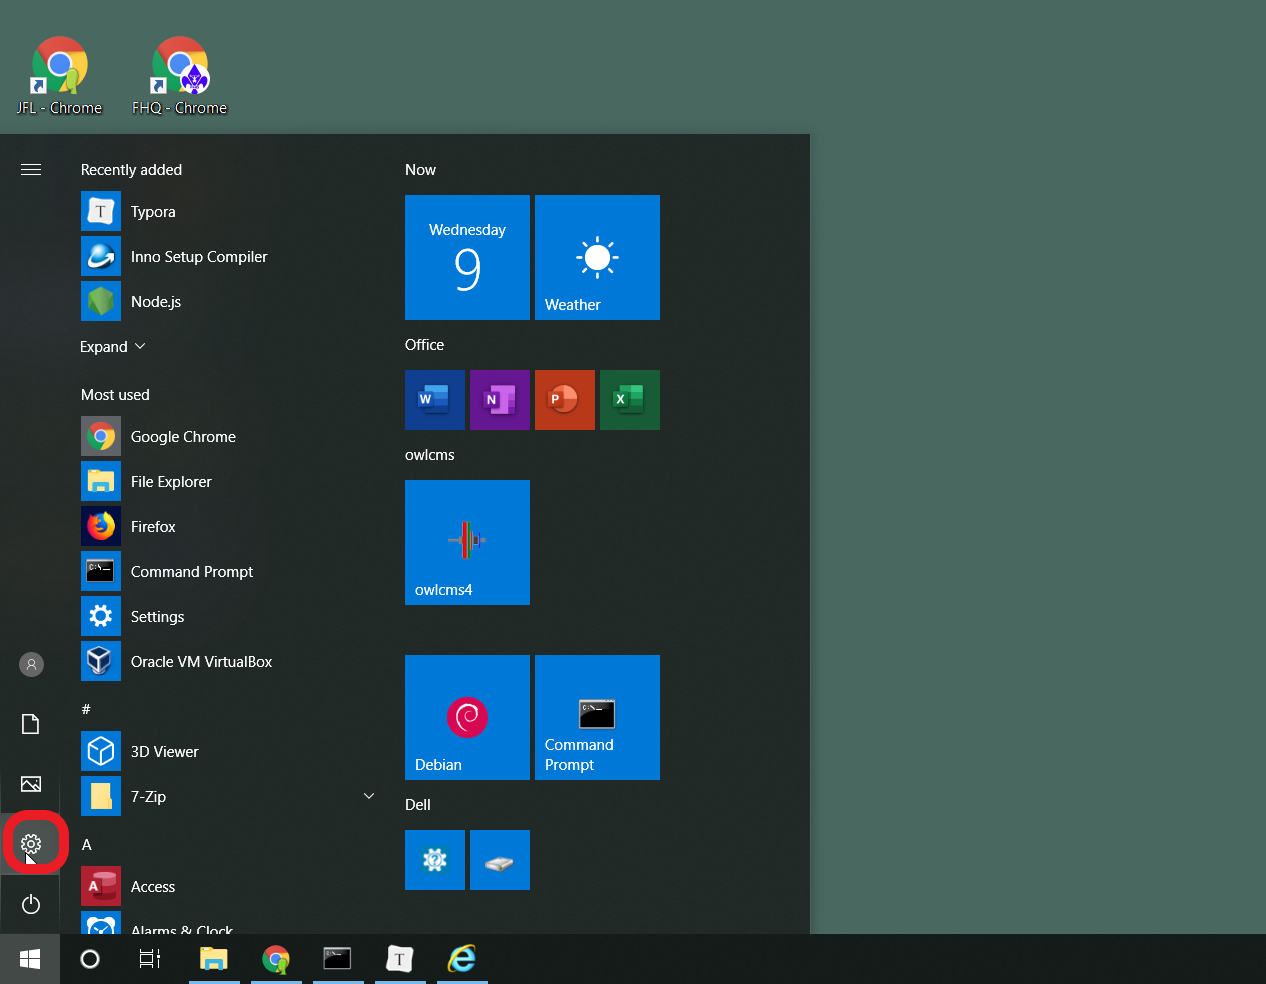 JFL - Chrome
FHQ - Chrome
Recently added
Typora
Inno Setup Compiler
Node.js
Expand
Most used
Google Chrome
File Explorer
Firefox
Command Prompt
Settings
Oracle VM VirtualBox
#
3D Viewer
7-Zip
A
Access
Alarms & Clock
Now
Wednesday
9
Weather
Office
owlcms
owlcms4
Debian
Command
Prompt
Dell